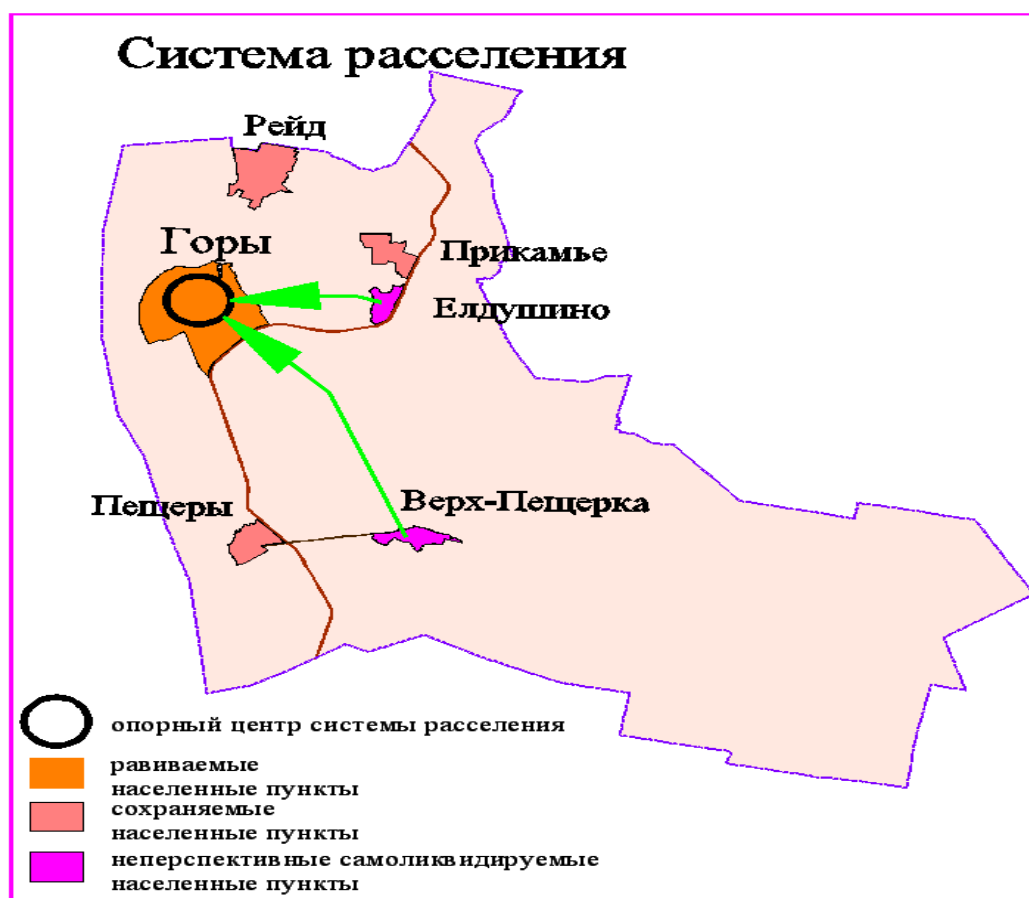 Система расселения
Рейд
Горы
Прикамье
Елдушино
Пещеры
Верх-Пещерка
опорный центр системы расселения
равиваемые
населенные пункты
сохраняемые
населенные пункты
неперспективные самоликвидируемые
населенные пункты